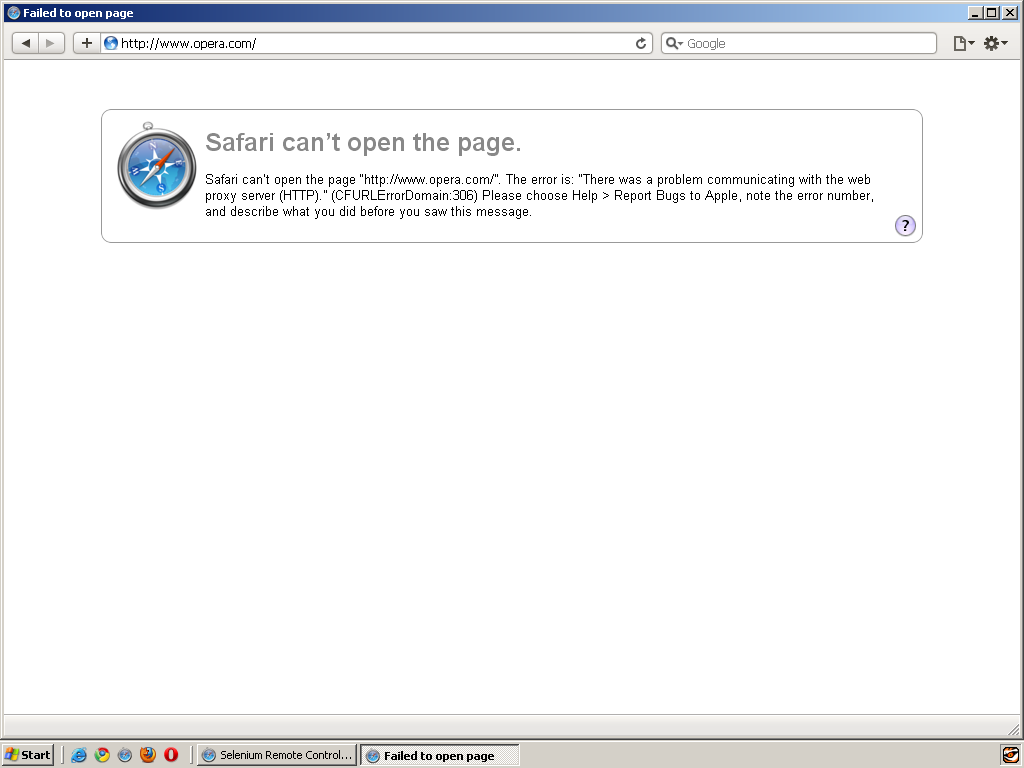 Failed to open page
http://www.opera.com/
Google
Safari can’t open the page.
Safari can't open the page "http://www.opera.com/". The error is: "There was a problem communicating with the web
proxy server (HTTP)." (CFURLErrorDomain:306) Please choose Help > Report Bugs to Apple, note the error number,
and describe what you did before you saw this message.
?
Start
Selenium Remote Control...
Failed to open page